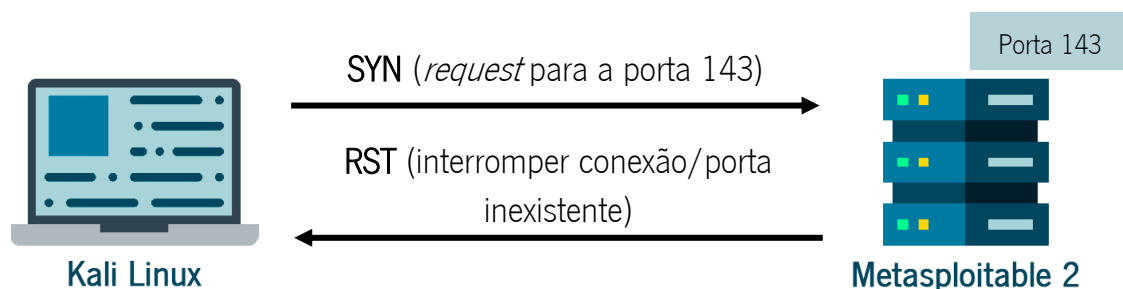 Porta 143
SYN (request para a porta 143)
RST (interromper conexão/porta
inexistente)
Kali Linux
Metasploitable 2